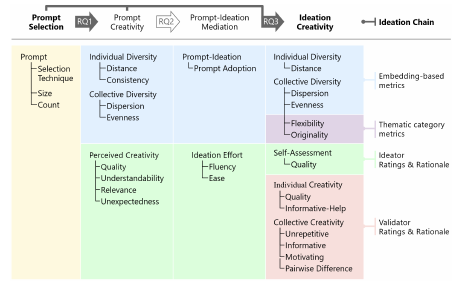 Prompt Selection
RQ1
Prompt Creativity
RQ2
Prompt-Ideation Mediation
RQ3
Ideation Creativity
Ideation Chain
Prompt
Selection Technique
Size
Count
Individual Diversity
Distance
Consistency
Collective Diversity
Dispersion
Evenness
Prompt-Ideation
Prompt Adoption
Individual Diversity
Distance
Collective Diversity
Dispersion
Evenness
Flexibility
Originality
Embedding-based metrics
Thematic category metrics
Perceived Creativity
Quality
Understandability
Relevance
Unexpectedness
Ideation Effort
Fluency
Ease
Self-Assessment
Quality
Ideator
Ratings & Rationale
Individual Creativity
Quality
Informative-Help
Collective Creativity
Unrepetitive
Informative
Motivating
Pairwise Difference
Validator
Ratings & Rationale